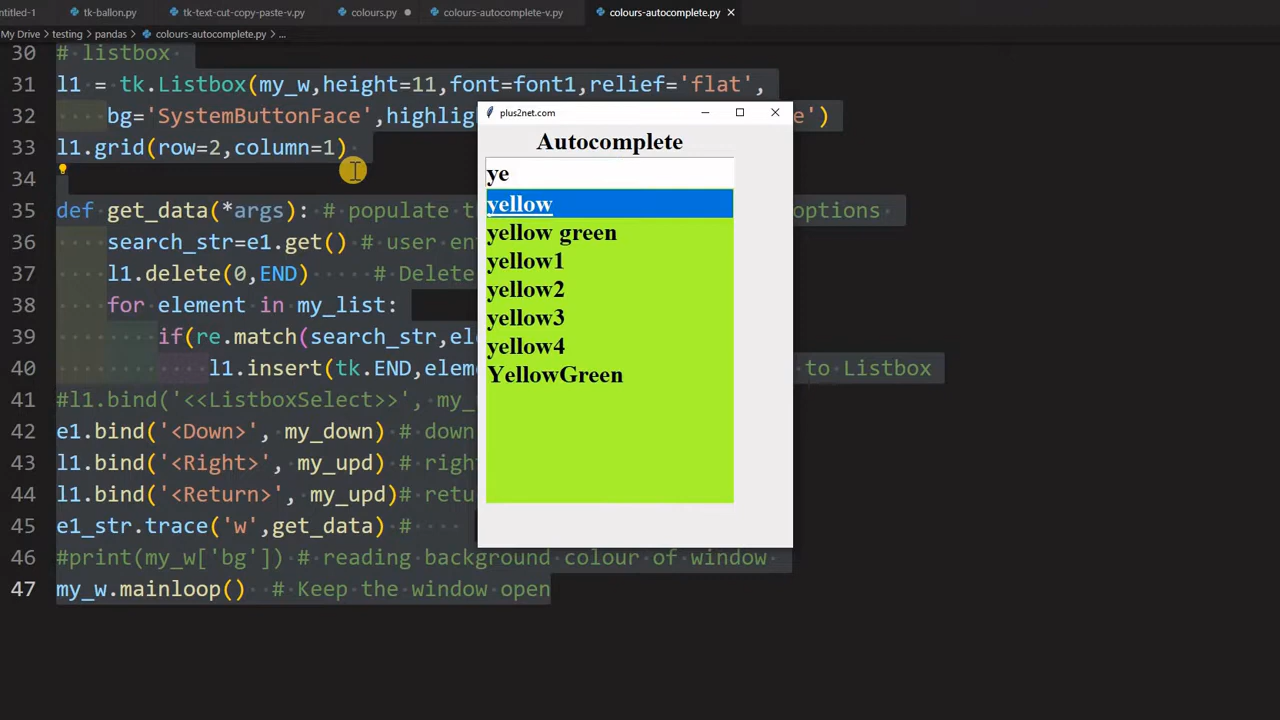 ntitled-1 tk-ballon.py tk-text-cut-copy-paste-v.py colours.py colours-autocomplete-v.py colours-autocomplete.py
My Drive > testing > pandas > colours-autocomplete.py > ...
30 # listbox
31 l1 = tk.Listbox(my_w,height=11,font=font1,relief='flat',
32 bg='SystemButtonFace',highlig e')
33 l1.grid(row=2,column=1)
34
35 def get_data(*args): # populate t options
36 search_str=e1.get() # user en
37 l1.delete(0,END) # Delete
38 for element in my_list:
39 if(re.match(search_str,el
40 l1.insert(tk.END,eleme to Listbox
41 #l1.bind('<<ListboxSelect>>', my_
42 e1.bind('<Down>', my_down) # down
43 l1.bind('<Right>', my_upd) # righ
44 l1.bind('<Return>', my_upd)# retu
45 e1_str.trace('w',get_data) #
46 #print(my_w['bg']) # reading background colour of window
47 my_w.mainloop() # Keep the window open
plus2net.com
Autocomplete
ye
yellow
yellow green
yellow1
yellow2
yellow3
yellow4
YellowGreen